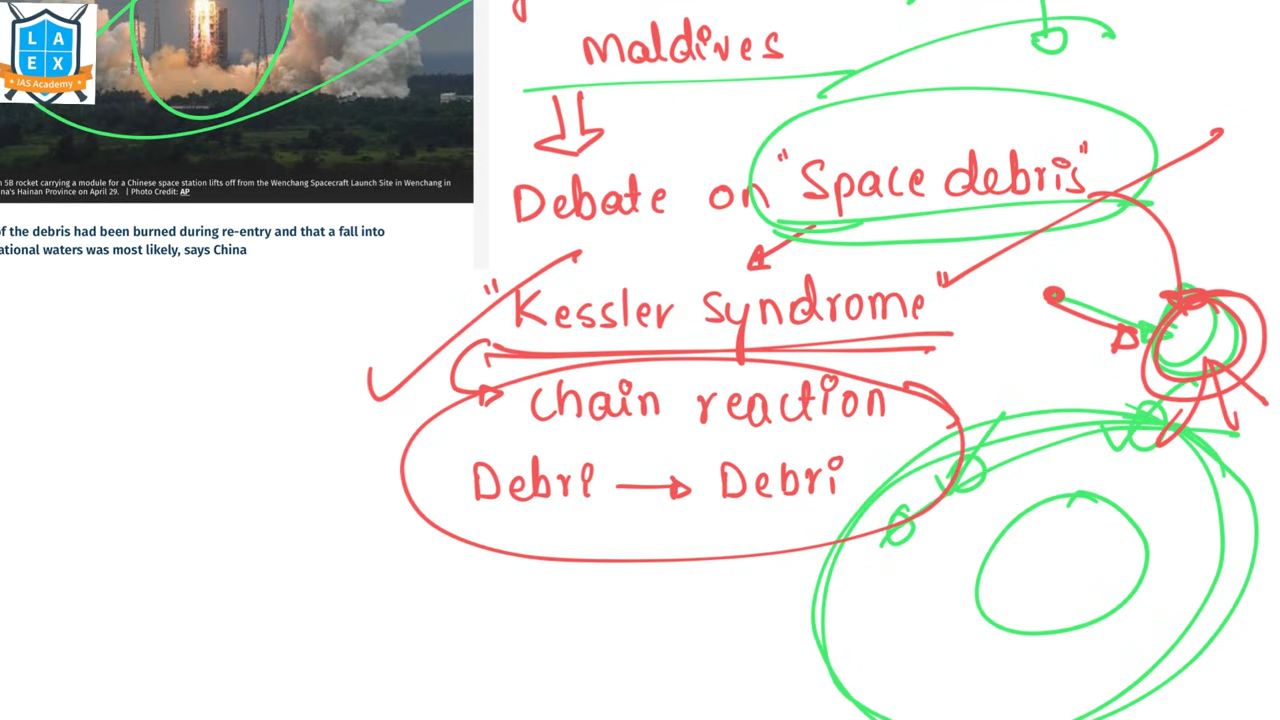 LA
EX
IAS Academy
5B rocket carrying a module for a Chinese space station lifts off from the Wenchang Spacecraft Launch Site in Wenchang in
na's Hainan Province on April 29. | Photo Credit: AP
of the debris had been burned during re-entry and that a fall into
ational waters was most likely, says China
Maldives
Debate on "Space debris"
"Kessler syndrome"
Chain reaction
Debri → Debri